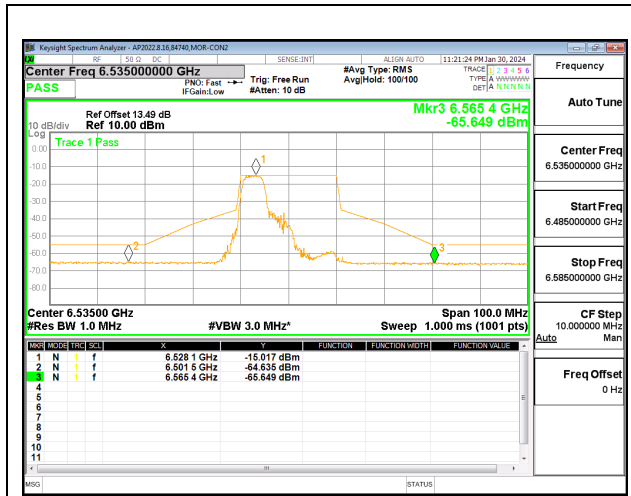 Keysight Spectrum Analyzer - AP2022.8.16,84740,MOR-CON2
RF 50 Ω DC SENSE:INT ALIGN AUTO 11:21:24 PM Jan 30, 2024
Center Freq 6.535000000 GHz
PASS
PNO: Fast
IFGain:Low
Trig: Free Run
#Atten: 10 dB
#Avg Type: RMS
Avg|Hold: 100/100
TRACE 1 2 3 4 5 6
TYPE A WWWWW
DET A N N N N N
Ref Offset 13.49 dB
10 dB/div Ref 10.00 dBm
Mkr3 6.565 4 GHz
-65.649 dBm
Log
Trace 1 Pass
0.00
-10.0
-20.0
-30.0
-40.0
-50.0
-60.0
-70.0
-80.0
1
2
3
Center 6.53500 GHz Span 100.0 MHz
#Res BW 1.0 MHz #VBW 3.0 MHz* Sweep 1.000 ms (1001 pts)
MKR MODE TRC SCL X Y FUNCTION FUNCTION WIDTH FUNCTION VALUE
1 N 1 f 6.528 1 GHz -15.017 dBm
2 N 1 f 6.501 5 GHz -64.635 dBm
3 N 1 f 6.565 4 GHz -65.649 dBm
4
5
6
7
8
9
10
11
MSG STATUS
Frequency
Auto Tune
Center Freq
6.535000000 GHz
Start Freq
6.485000000 GHz
Stop Freq
6.585000000 GHz
CF Step
10.000000 MHz
Auto Man
Freq Offset
0 Hz